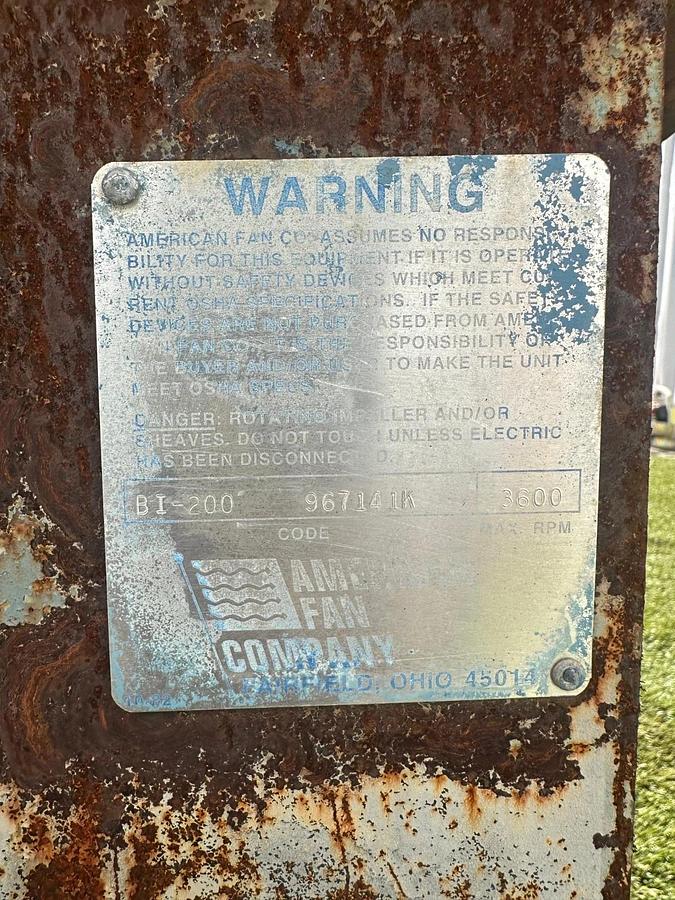 WARNING
AMERICAN FAN CO. ASSUMES NO RESPONSI-
BILITY FOR THIS EQUIPMENT IF IT IS OPERATED
WITHOUT SAFETY DEVICES WHICH MEET CUR-
RENT OSHA SPECIFICATIONS. IF THE SAFETY
DEVICES ARE NOT PURCHASED FROM AMERI-
FAN CO. IT IS THE RESPONSIBILITY OF
THE BUYER AND/OR USER TO MAKE THE UNIT
MEET OSHA SPECS.
DANGER: ROTATING IMPELLER AND/OR
SHEAVES. DO NOT TOUCH UNLESS ELECTRIC
HAS BEEN DISCONNECTED.
BI-200 967141K 3600
CODE MAX. RPM
AMERICAN
FAN
COMPANY
FAIRFIELD, OHIO 45014